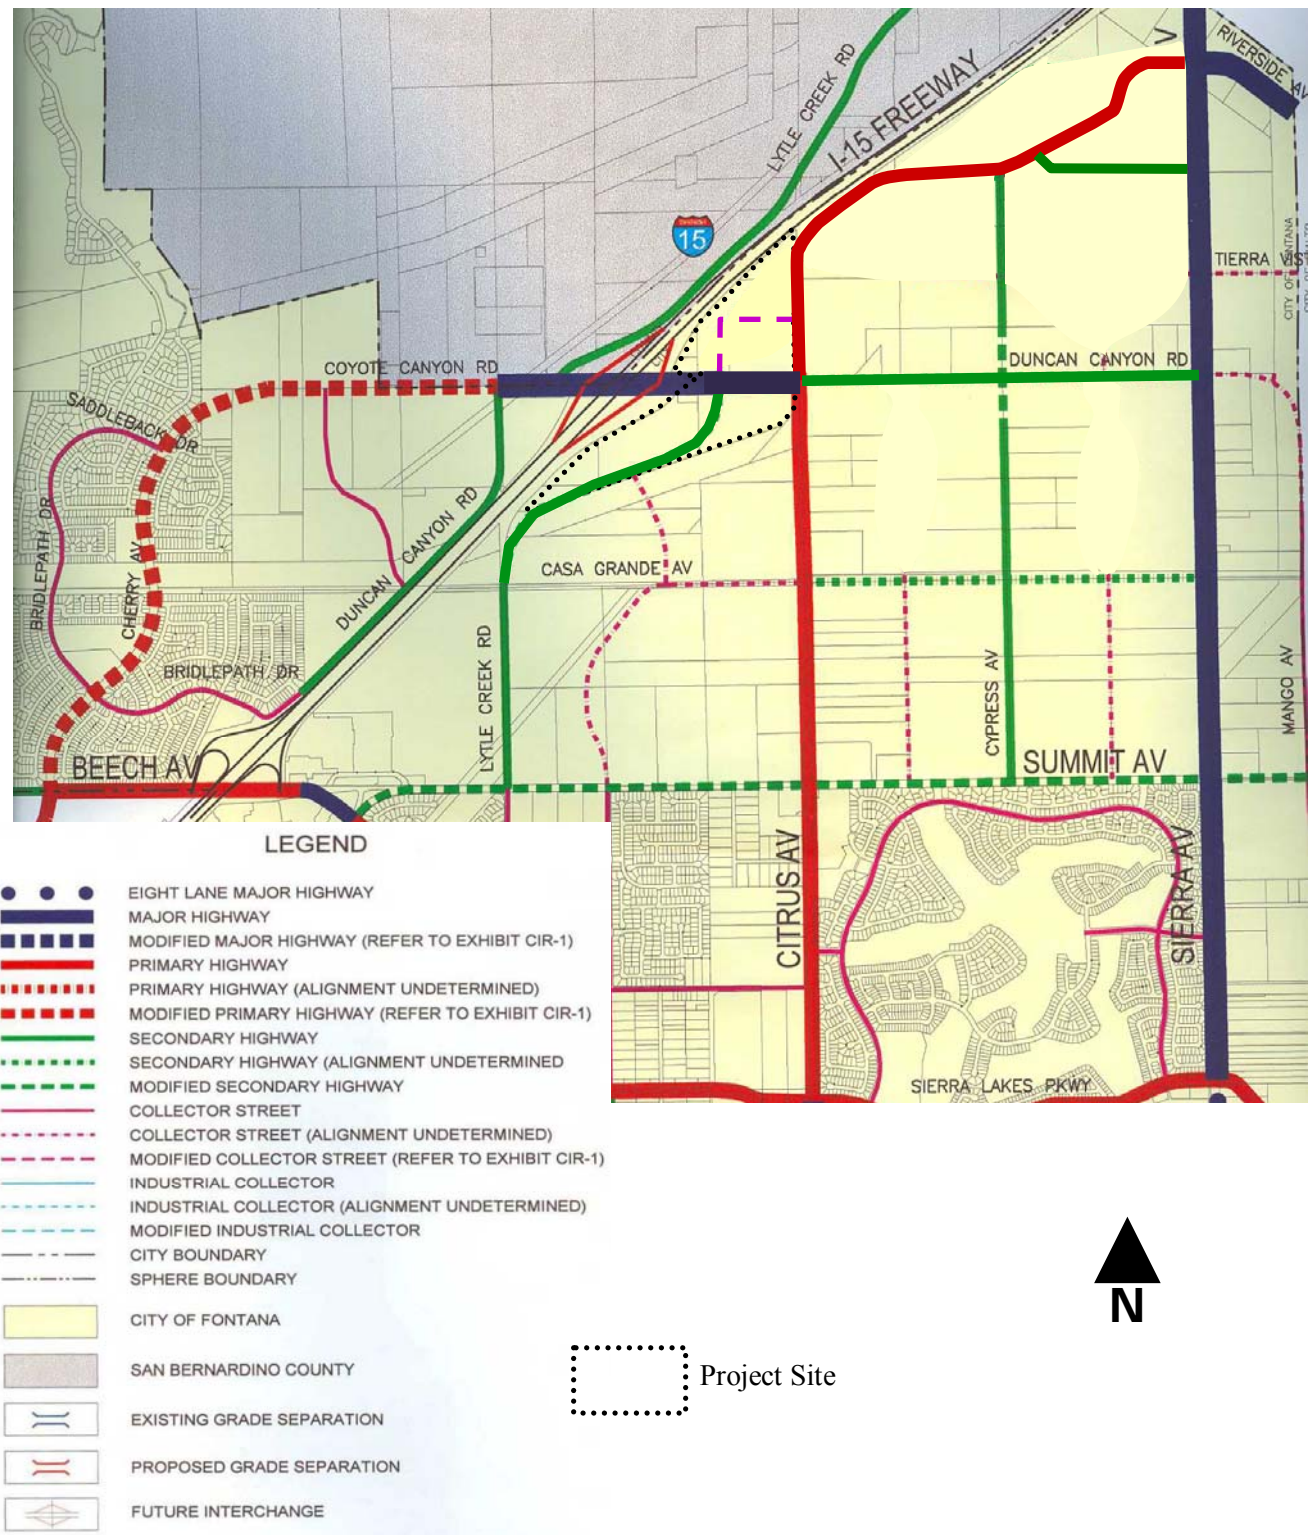 RIVERSIDE AV
V
LYTLE CREEK RD
I-15 FREEWAY
15
CITY OF FONTANA
TIERRA VIS
COYOTE CANYON RD
DUNCAN CANYON RD
SADDLEBACK DR
BRIDLEPATH DR
CHERRY AV
DUNCAN CANYON RD
CASA GRANDE AV
LYTLE CREEK RD
BRIDLEPATH DR
CYPRESS AV
MANGO AV
BEECH AV
SUMMIT AV
CITRUS AV
SIERRA AV
SIERRA LAKES PKWY
LEGEND
EIGHT LANE MAJOR HIGHWAY
MAJOR HIGHWAY
MODIFIED MAJOR HIGHWAY (REFER TO EXHIBIT CIR-1)
PRIMARY HIGHWAY
PRIMARY HIGHWAY (ALIGNMENT UNDETERMINED)
MODIFIED PRIMARY HIGHWAY (REFER TO EXHIBIT CIR-1)
SECONDARY HIGHWAY
SECONDARY HIGHWAY (ALIGNMENT UNDETERMINED
MODIFIED SECONDARY HIGHWAY
COLLECTOR STREET
COLLECTOR STREET (ALIGNMENT UNDETERMINED)
MODIFIED COLLECTOR STREET (REFER TO EXHIBIT CIR-1)
INDUSTRIAL COLLECTOR
INDUSTRIAL COLLECTOR (ALIGNMENT UNDETERMINED)
MODIFIED INDUSTRIAL COLLECTOR
CITY BOUNDARY
SPHERE BOUNDARY
CITY OF FONTANA
SAN BERNARDINO COUNTY
EXISTING GRADE SEPARATION
PROPOSED GRADE SEPARATION
FUTURE INTERCHANGE
N
Project Site